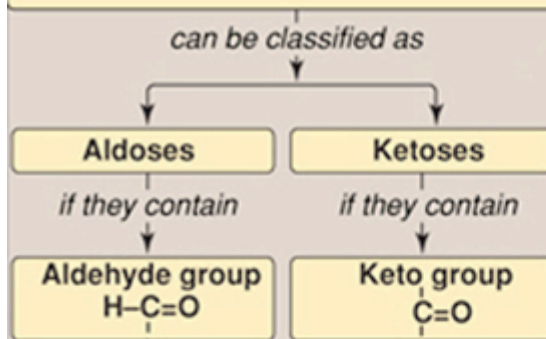 can be classified as
Aldoses
Ketoses
if they contain
if they contain
Aldehyde group
H–C=O
Keto group
C=O